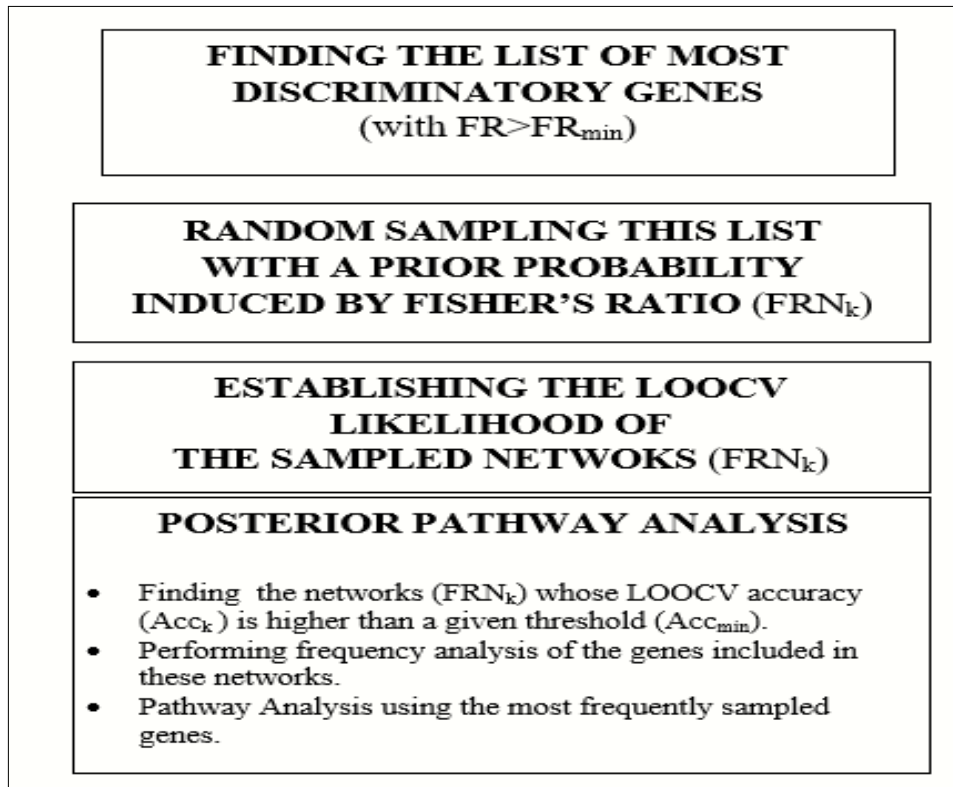 FINDING THE LIST OF MOST
DISCRIMINATORY GENES
(with FR>FRmin)
RANDOM SAMPLING THIS LIST
WITH A PRIOR PROBABILITY
INDUCED BY FISHER’S RATIO (FRNk)
ESTABLISHING THE LOOCV
LIKELIHOOD OF
THE SAMPLED NETWOKS (FRNk)
POSTERIOR PATHWAY ANALYSIS
• Finding the networks (FRNk) whose LOOCV accuracy
(Acck ) is higher than a given threshold (Accmin).
• Performing frequency analysis of the genes included in
these networks.
• Pathway Analysis using the most frequently sampled
genes.